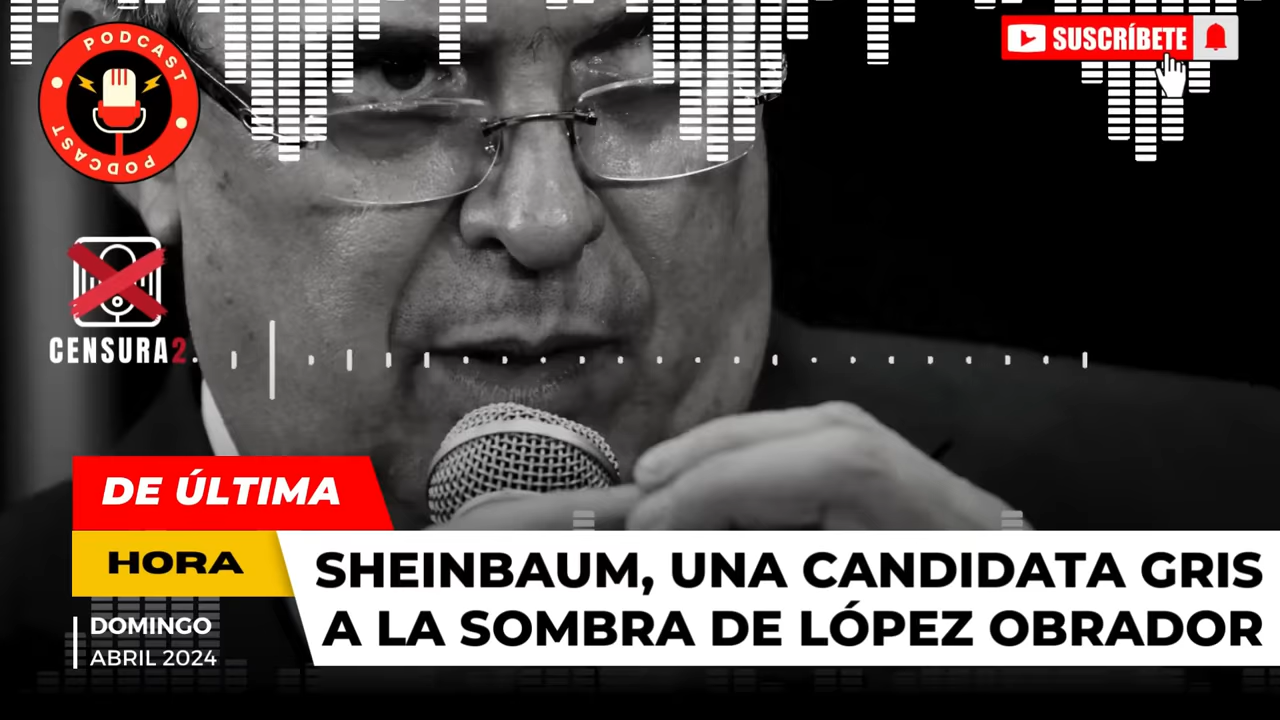 PODCAST
PODCAST
SUSCRÍBETE
CENSURA2
DE ÚLTIMA
HORA
SHEINBAUM, UNA CANDIDATA GRIS
A LA SOMBRA DE LÓPEZ OBRADOR
DOMINGO
ABRIL 2024